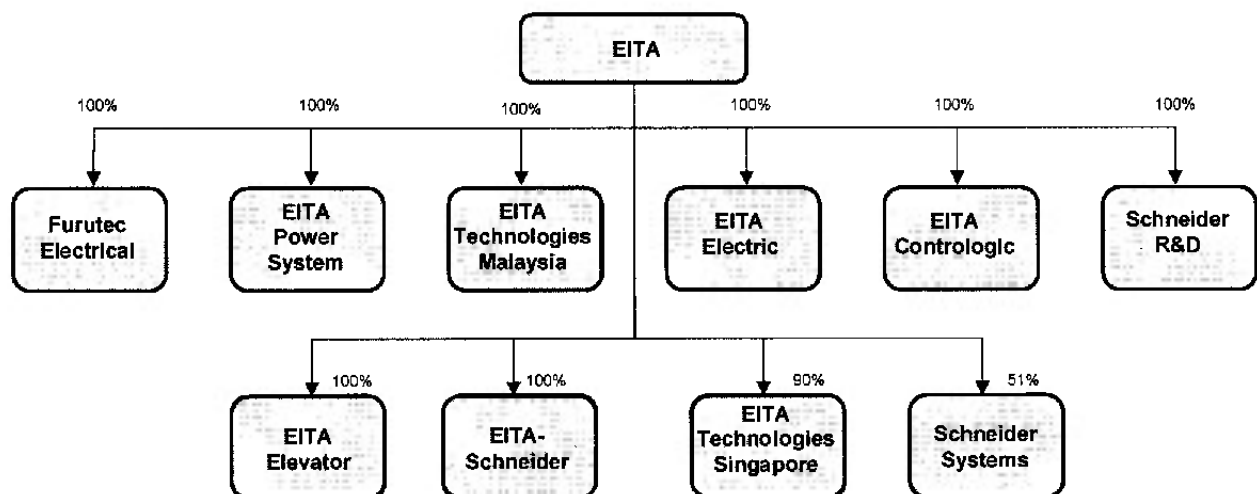 EITA
100%
100%
100%
100%
100%
100%
Furutec
Electrical
EITA
Power
System
EITA
Technologies
Malaysia
EITA
Electric
EITA
Contrologic
Schneider
R&D
100%
100%
90%
51%
EITA
Elevator
EITA-
Schneider
EITA
Technologies
Singapore
Schneider
Systems